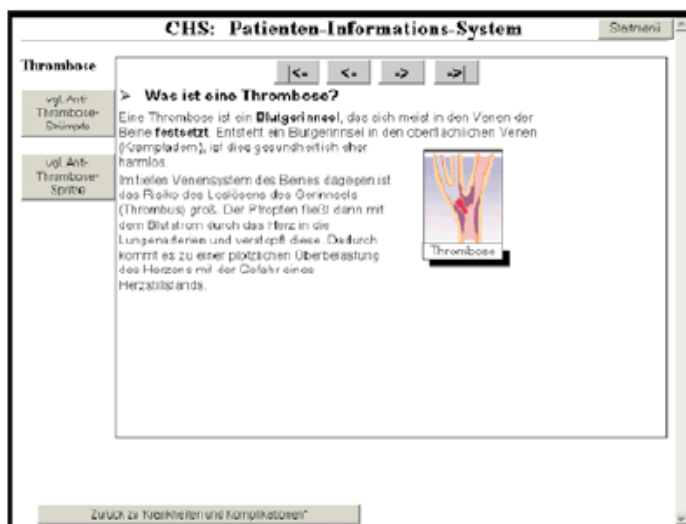 CHS: Patienten-Informations-System
Startmenü
Thrombose
|<- <- -> ->|
vgl. Anti-
Thrombose-
Strümpfe
vgl. Anti-
Thrombose-
Spritze
➢ Was ist eine Thrombose?
Eine Thrombose ist ein Blutgerinnsel, das sich meist in den Venen der
Beine festsetzt. Entsteht ein Blutgerinnsel in den oberflächlichen Venen
(Krampfadern), ist dies gesundheitlich eher
harmlos.
Im tiefen Venensystem des Beines dagegen ist
das Risiko des Loslösens des Gerinnsels
(Thrombus) groß. Der Pfropfen fließt dann mit
dem Blutstrom durch das Herz in die
Lungenarterien und verstopft diese. Dadurch
kommt es zu einer plötzlichen Überbelastung
des Herzens mit der Gefahr eines
Herzstillstands.
Thrombose
Zurück zu "Krankheiten und Komplikationen"